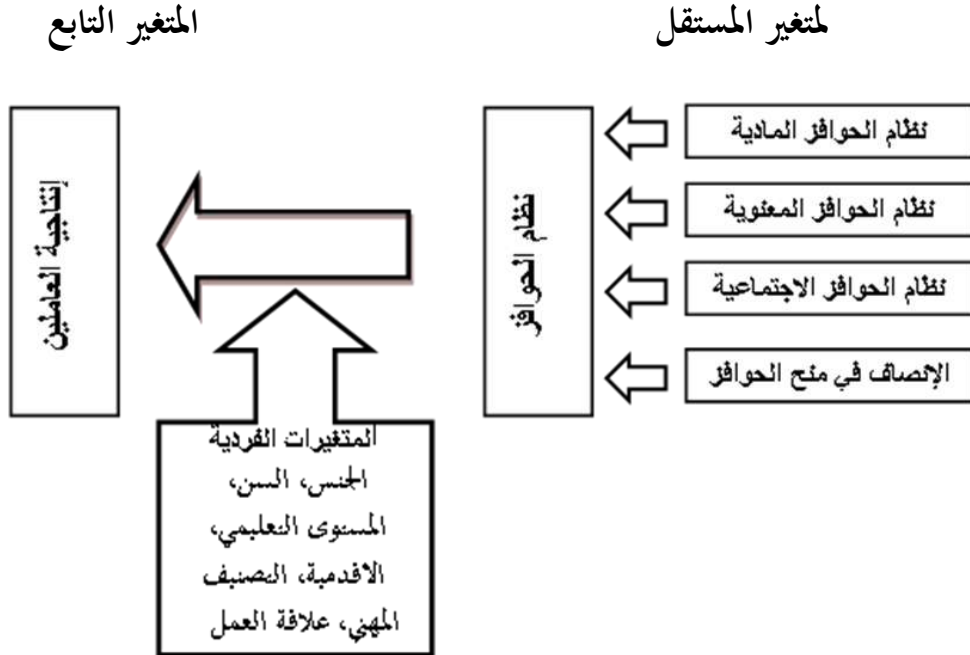 لمتغير المستقل
المتغير التابع
نظام الحوافز المادية
نظام الحوافز المعنوية
نظام الحوافز الاجتماعية
الإنصاف في منح الحوافز
نظام الحوافز
إنتاجية العاملين
المتغيرات الفردية
الجنس، السن،
المستوى التعليمي،
الاقدمية، التصنيف
المهني، علاقة العمل